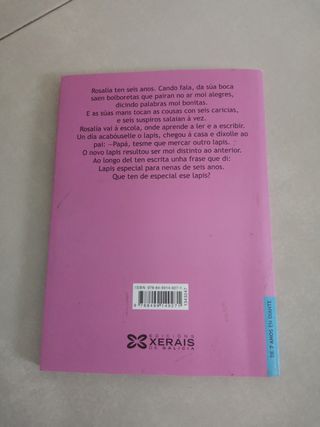 Rosalía ten seis anos. Cando fala, da súa boca
saen bolboretas que pairan no ar moi alegres,
dicindo palabras moi bonitas.
E as súas mans tocan as cousas con seis caricias,
e seis suspiros salaian á vez.
Rosalía vai á escola, onde aprende a ler e a escribir.
Un día acabóuselle o lapis, chegou á casa e díxolle ao
pai: —Papá, tesme que mercar outro lapis.
O novo lapis resultou ser moi distinto ao anterior.
Ao longo del ten escrita unha frase que di:
Lapis especial para nenas de seis anos.
Que ten de especial ese lapis?
EDICIÓNS
XERAIS
DE GALICIA
DE 7 ANOS EN DIANTE